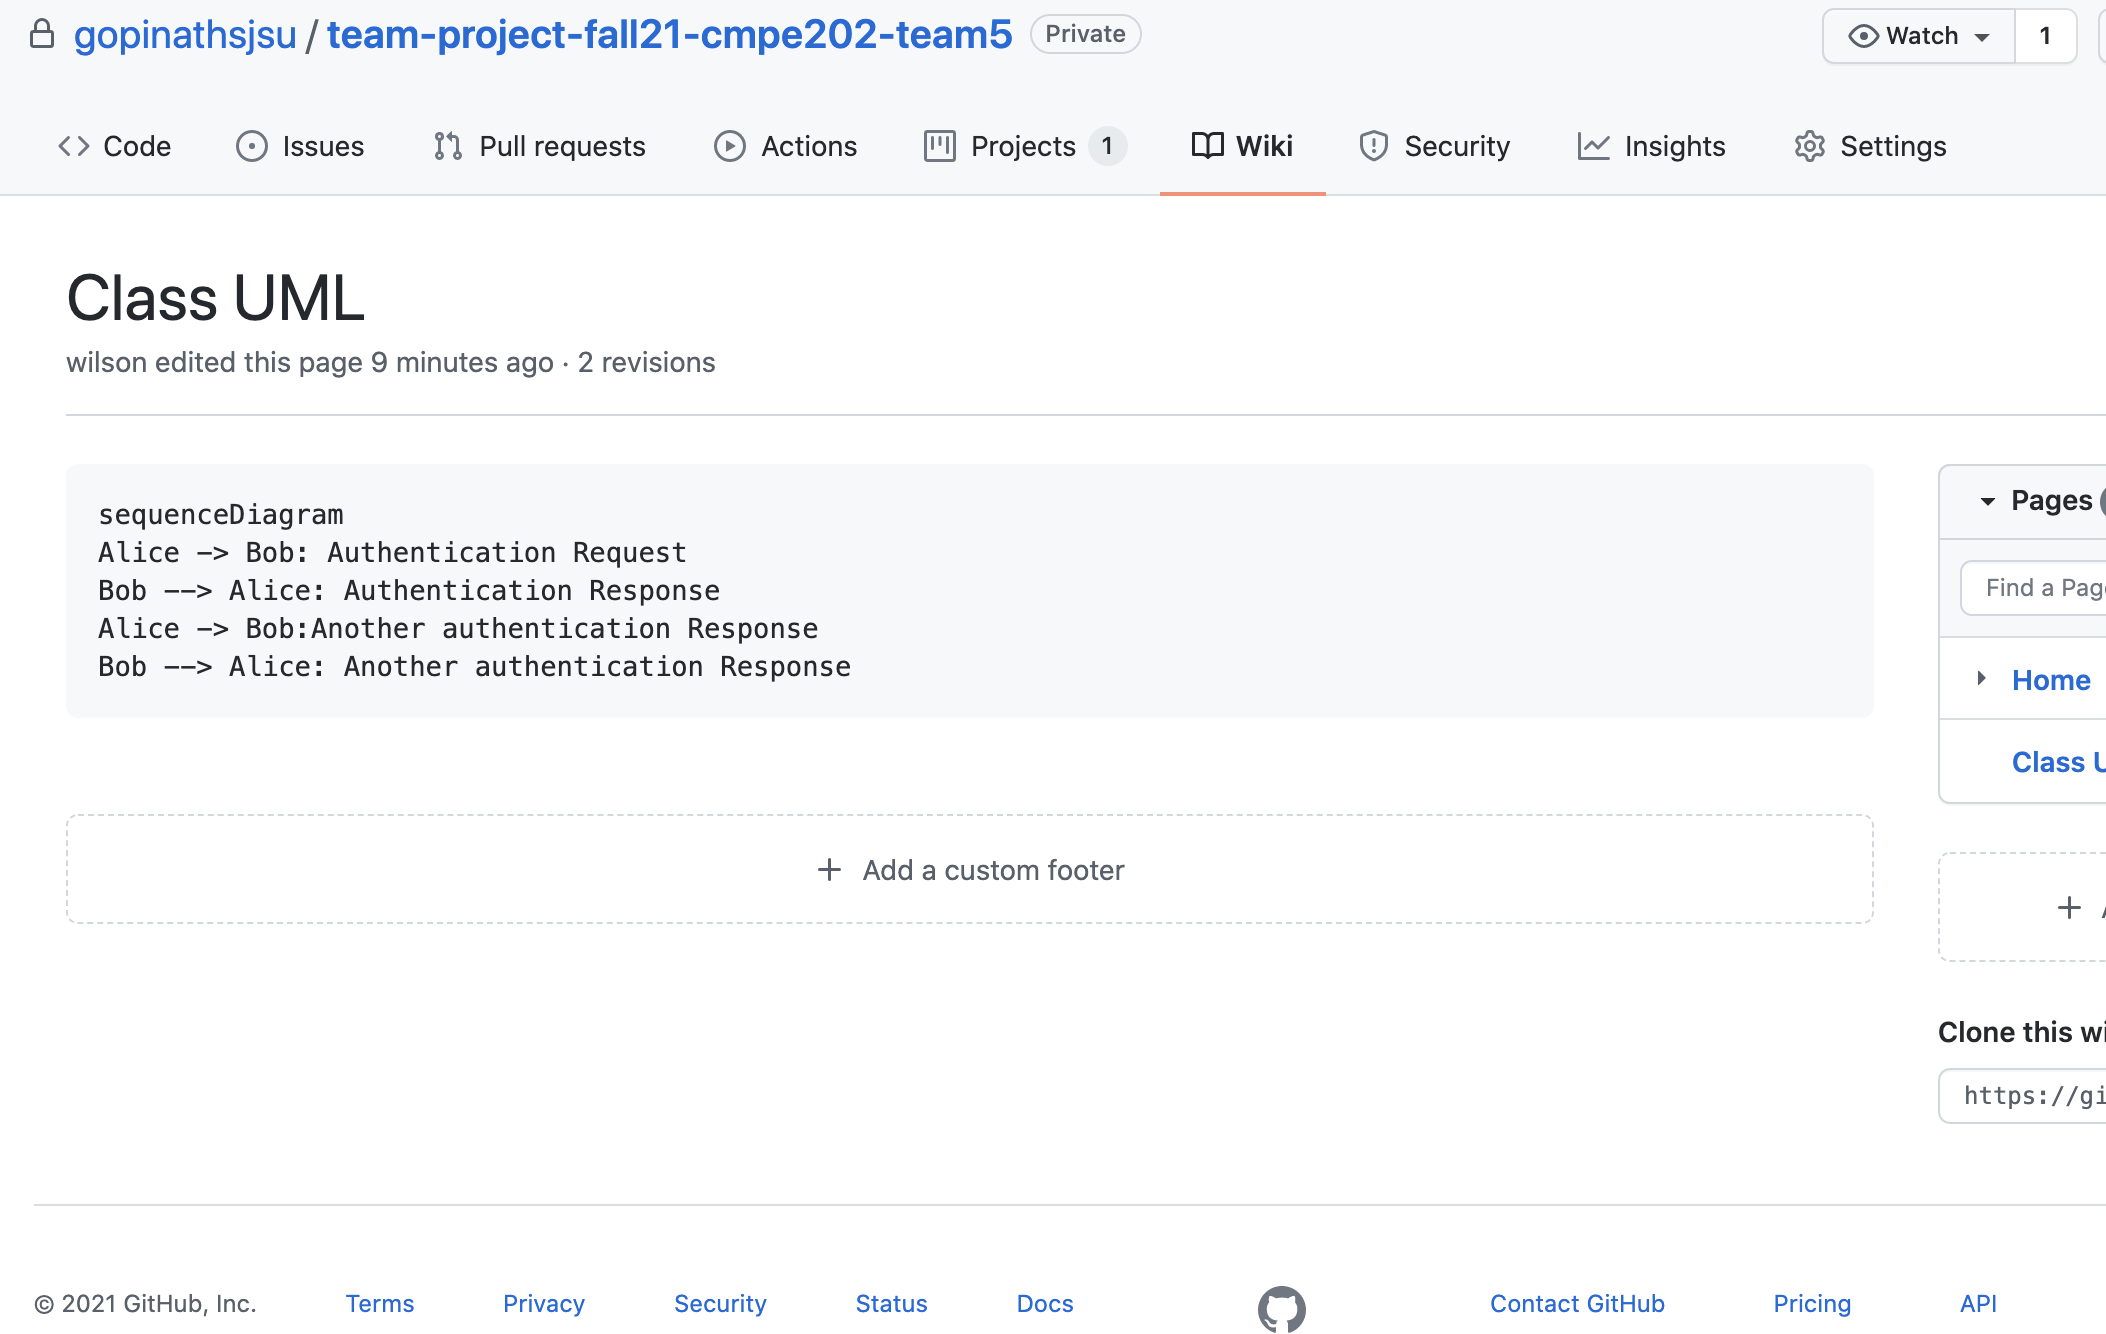 gopinathsjsu / team-project-fall21-cmpe202-team5 Private
Watch 1
Code Issues Pull requests Actions Projects 1 Wiki Security Insights Settings
Class UML
wilson edited this page 9 minutes ago · 2 revisions
sequenceDiagram
Alice -> Bob: Authentication Request
Bob --> Alice: Authentication Response
Alice -> Bob:Another authentication Response
Bob --> Alice: Another authentication Response
Add a custom footer
Pages
Find a Pag
Home
Class U
Clone this wi
https://gi
© 2021 GitHub, Inc. Terms Privacy Security Status Docs Contact GitHub Pricing API